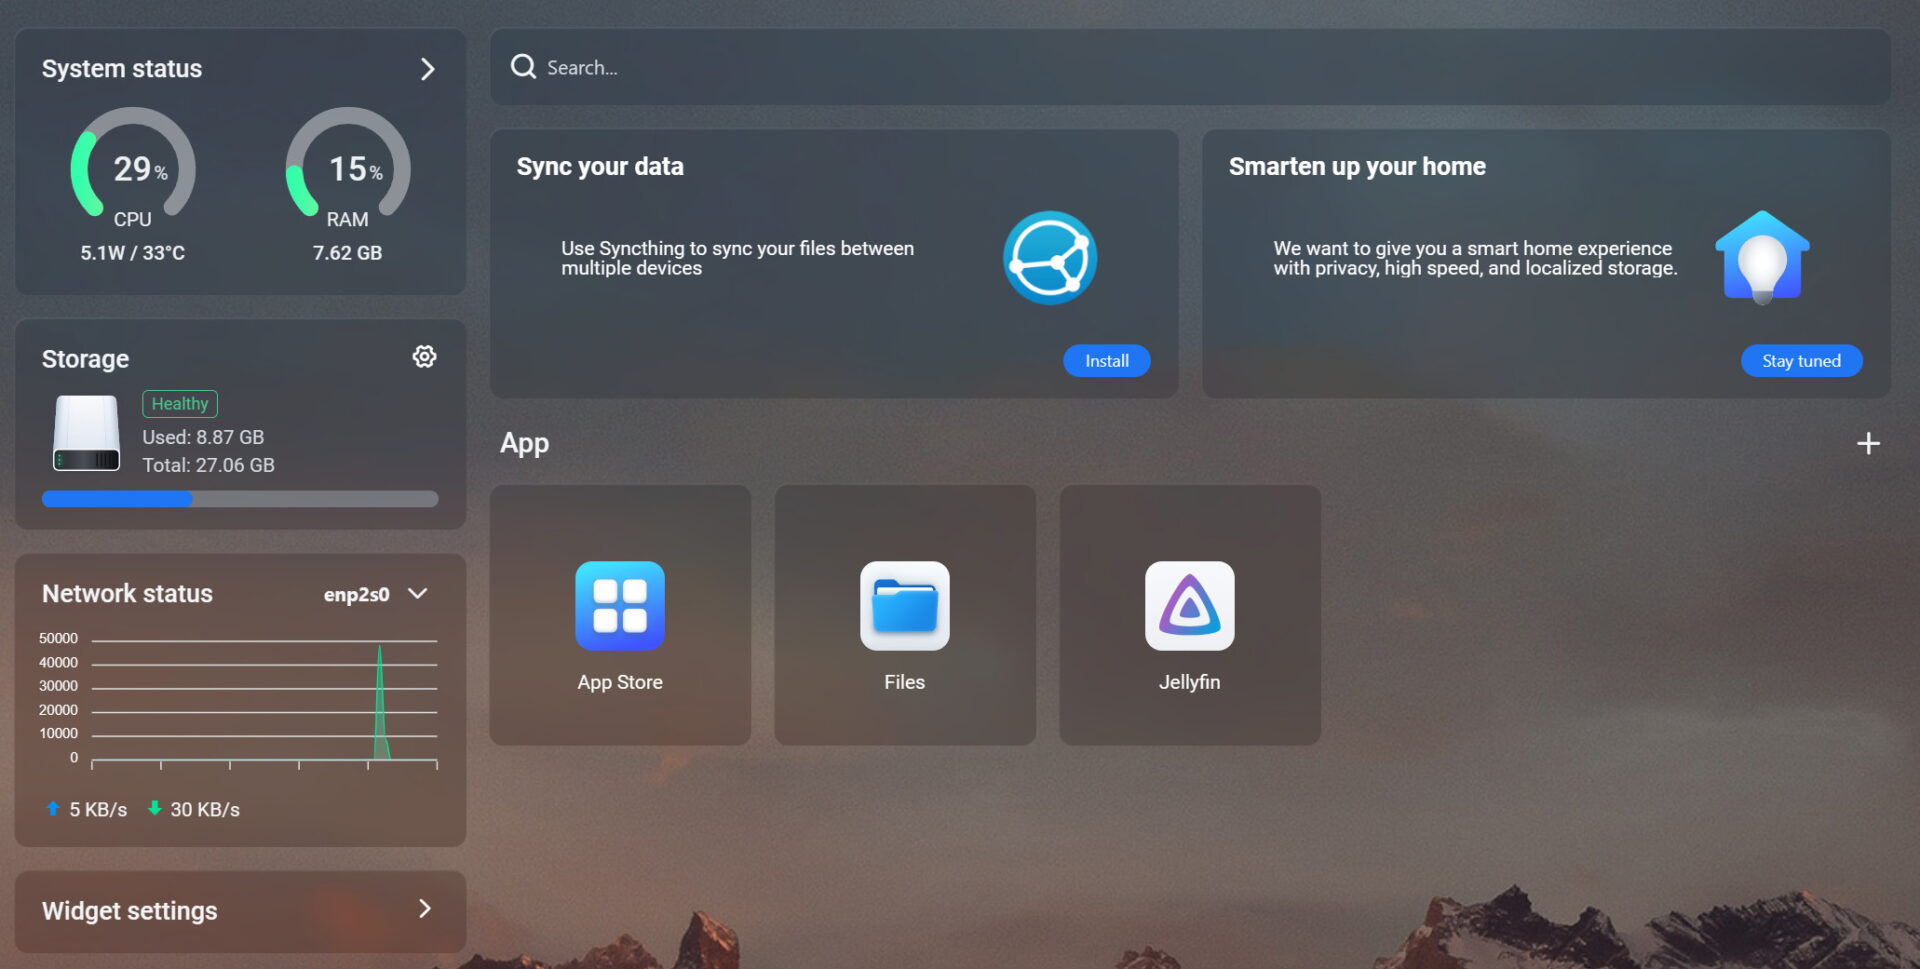 System status
29%
CPU
5.1W / 33°C
15%
RAM
7.62 GB
Storage
Healthy
Used: 8.87 GB
Total: 27.06 GB
Network status
enp2s0
50000
40000
30000
20000
10000
0
5 KB/s
30 KB/s
Widget settings
Search...
Sync your data
Use Syncthing to sync your files between
multiple devices
Install
Smarten up your home
We want to give you a smart home experience
with privacy, high speed, and localized storage.
Stay tuned
App
App Store
Files
Jellyfin